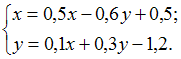 x = 0,5x – 0,6y + 0,5;
y = 0,1x + 0,3y – 1,2.